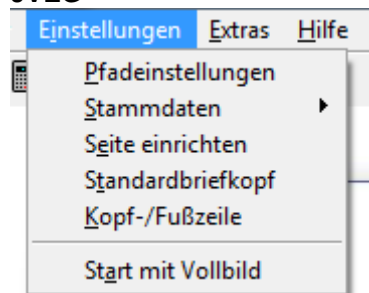 Einstellungen Extras Hilfe
Pfadeinstellungen
Stammdaten
Seite einrichten
Standardbriefkopf
Kopf-/Fußzeile
Start mit Vollbild